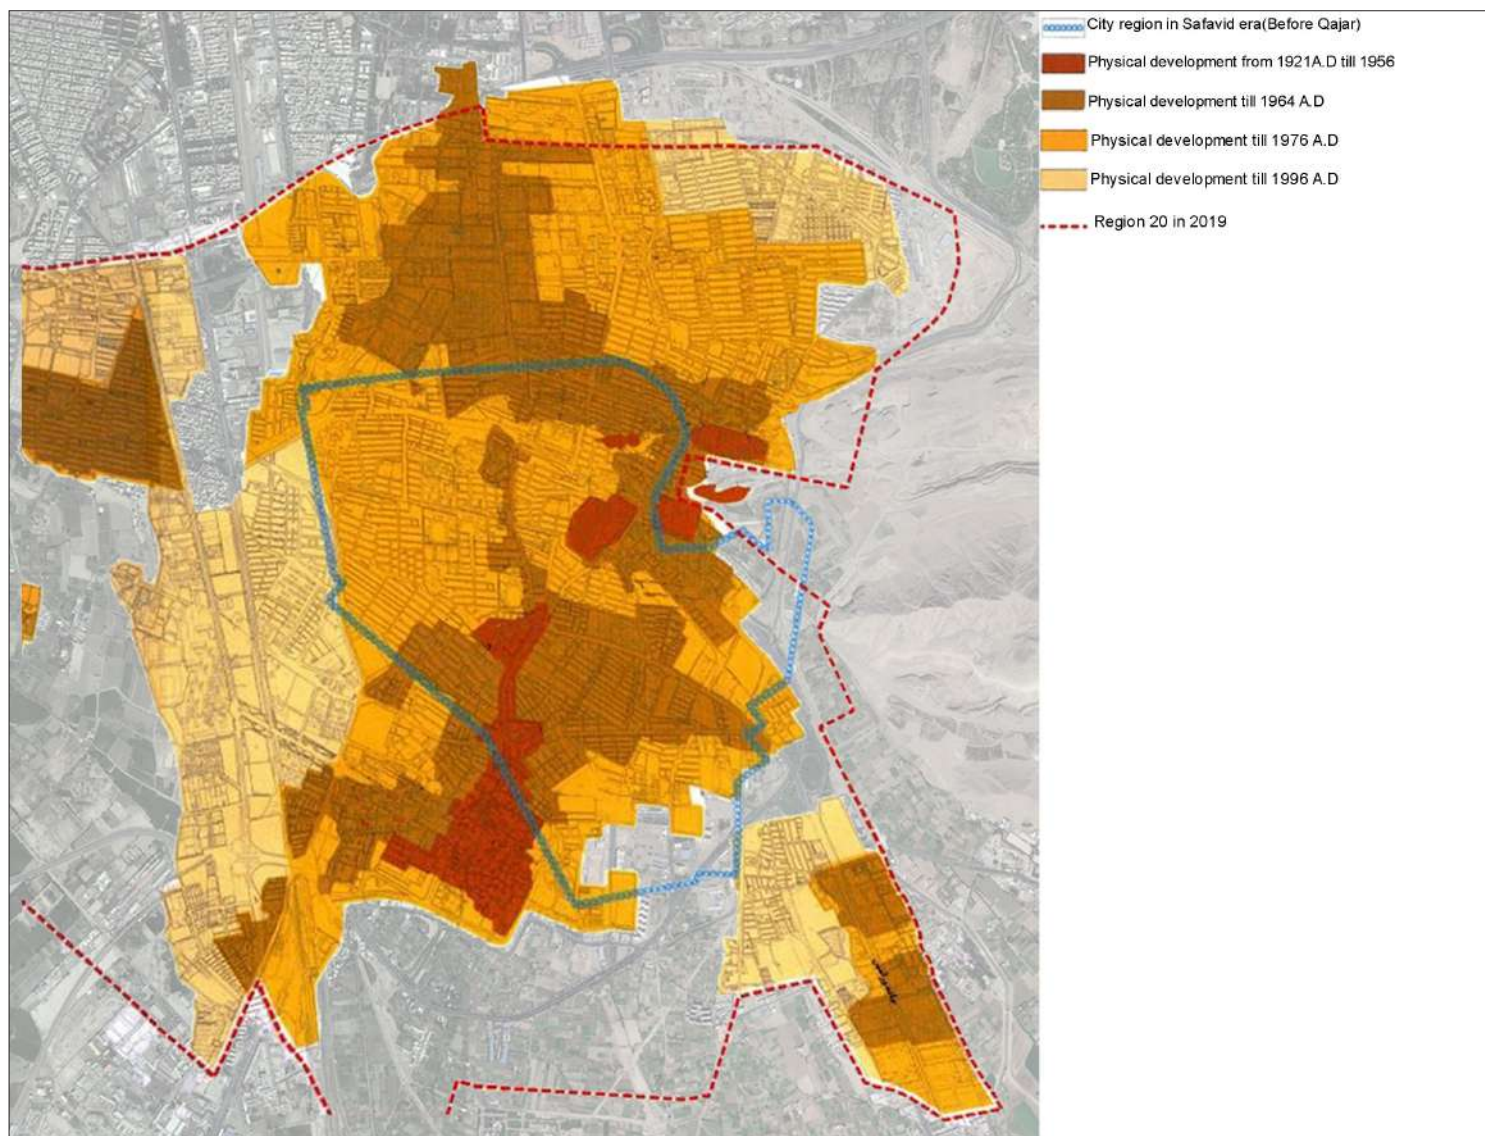 City region in Safavid era(Before Qajar)
Physical development from 1921A.D till 1956
Physical development till 1964 A.D
Physical development till 1976 A.D
Physical development till 1996 A.D
Region 20 in 2019